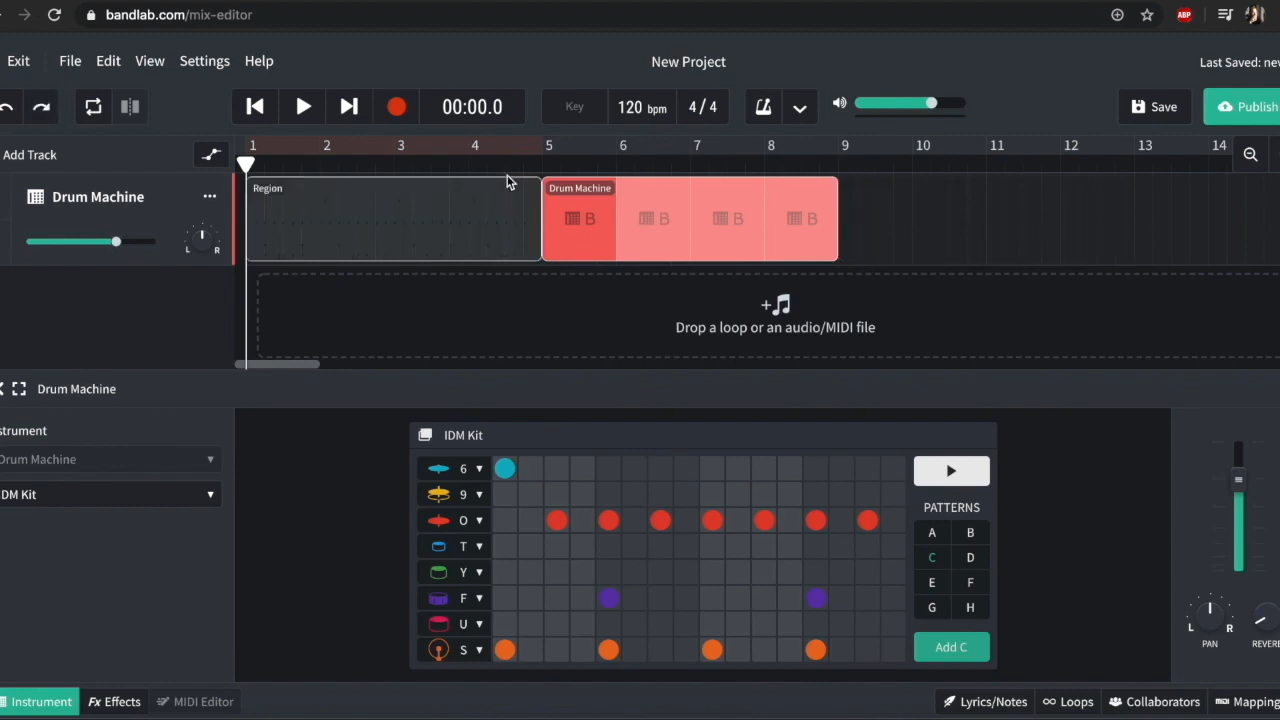 bandlab.com/mix-editor
ABP
Exit File Edit View Settings Help New Project Last Saved: new
00:00.0 Key 120 bpm 4 / 4 Save Publish
Add Track 1 2 3 4 5 6 7 8 9 10 11 12 13 14
Drum Machine ... Region Drum Machine
B B B B
L R
Drop a loop or an audio/MIDI file
Drum Machine
strument IDM Kit
Drum Machine 6
DM Kit 9
O
T
Y
F
U
S
PATTERNS
A B
C D
E F
G H
Add C
L R
PAN REVERB
Instrument Fx Effects MIDI Editor Lyrics/Notes Loops Collaborators Mapping